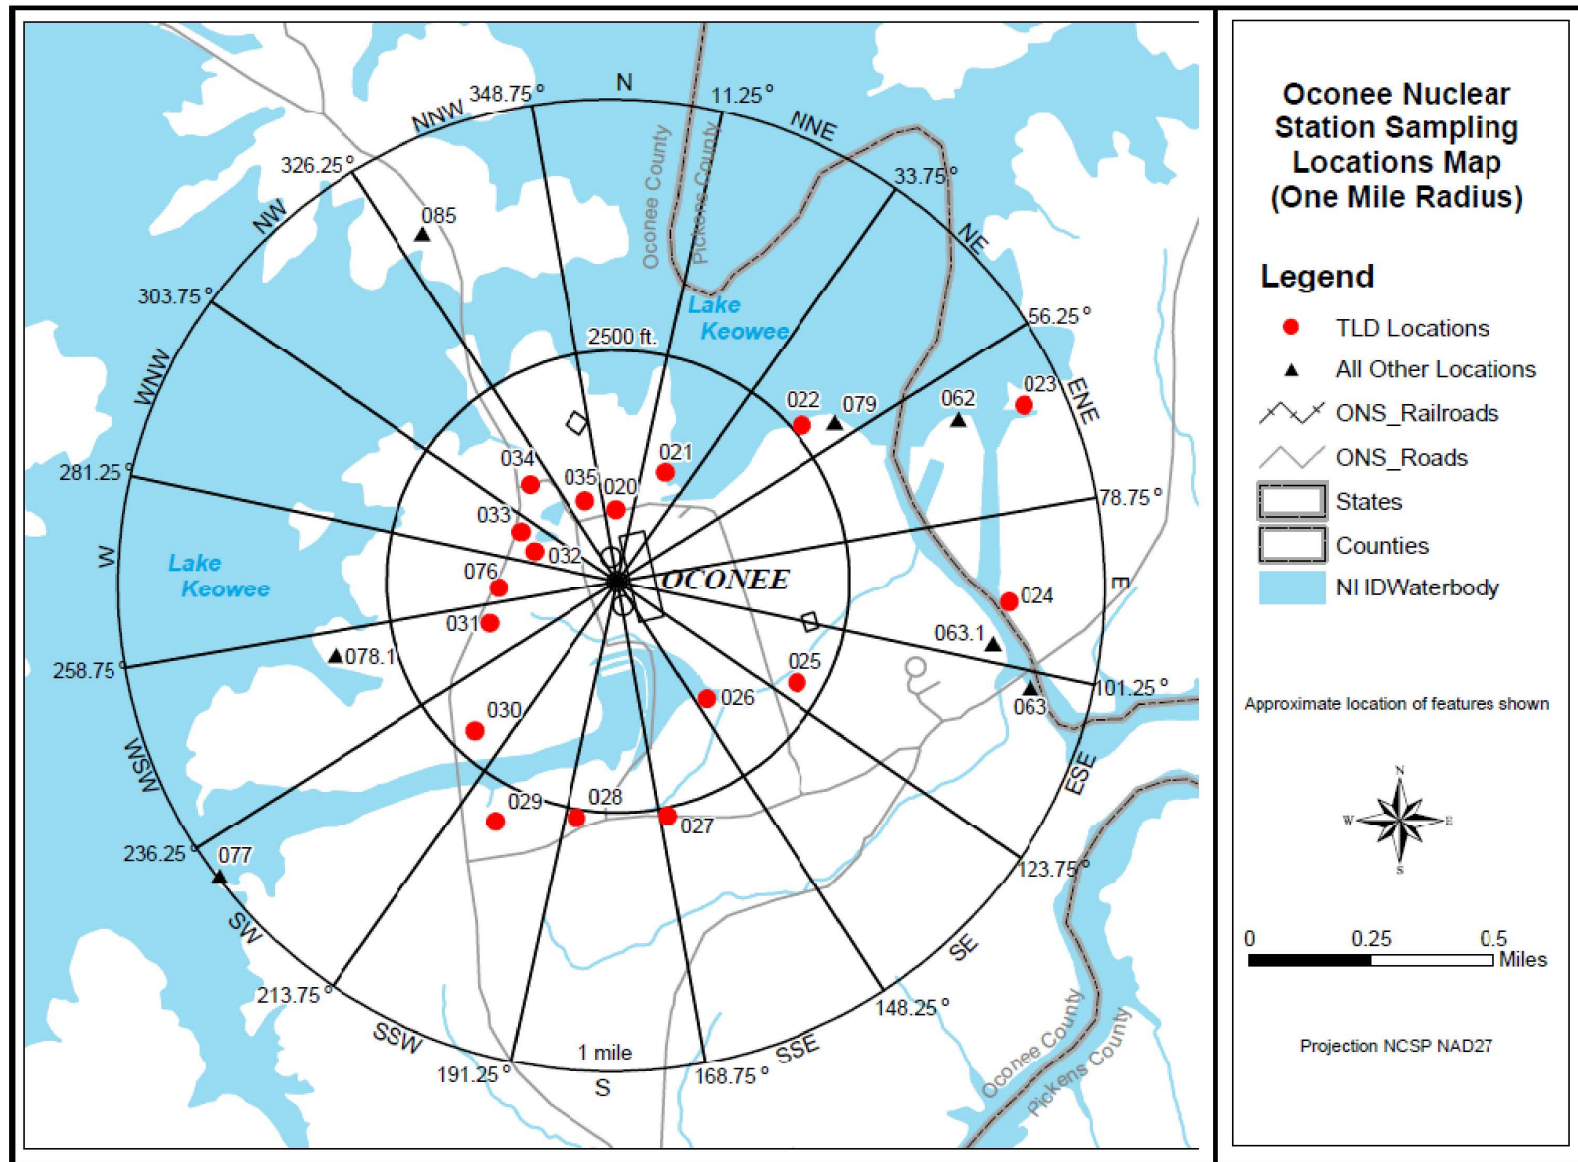 Oconee Nuclear
Station Sampling
Locations Map
(One Mile Radius)
Legend
TLD Locations
All Other Locations
ONS_Railroads
ONS_Roads
States
Counties
NHDWaterbody
Approximate location of features shown
N
W
E
S
0 0.25 0.5
Miles
Projection NCSP NAD27
N
348.75°
11.25°
NNW
NNE
326.25°
33.75°
NW
NE
303.75°
56.25°
WNW
ENE
281.25°
78.75°
W
E
258.75°
101.25°
WSW
ESE
236.25°
123.75°
SW
SE
213.75°
148.25°
SSW
SSE
191.25°
168.75°
1 mile
S
2500 ft.
Oconee County
Pickens County
Lake
Keowee
Lake
Keowee
OCONEE
085
022
079
062
023
021
034
035
020
033
032
076
031
078.1
024
063.1
063
025
026
030
029
028
027
077
Oconee County
Pickens County